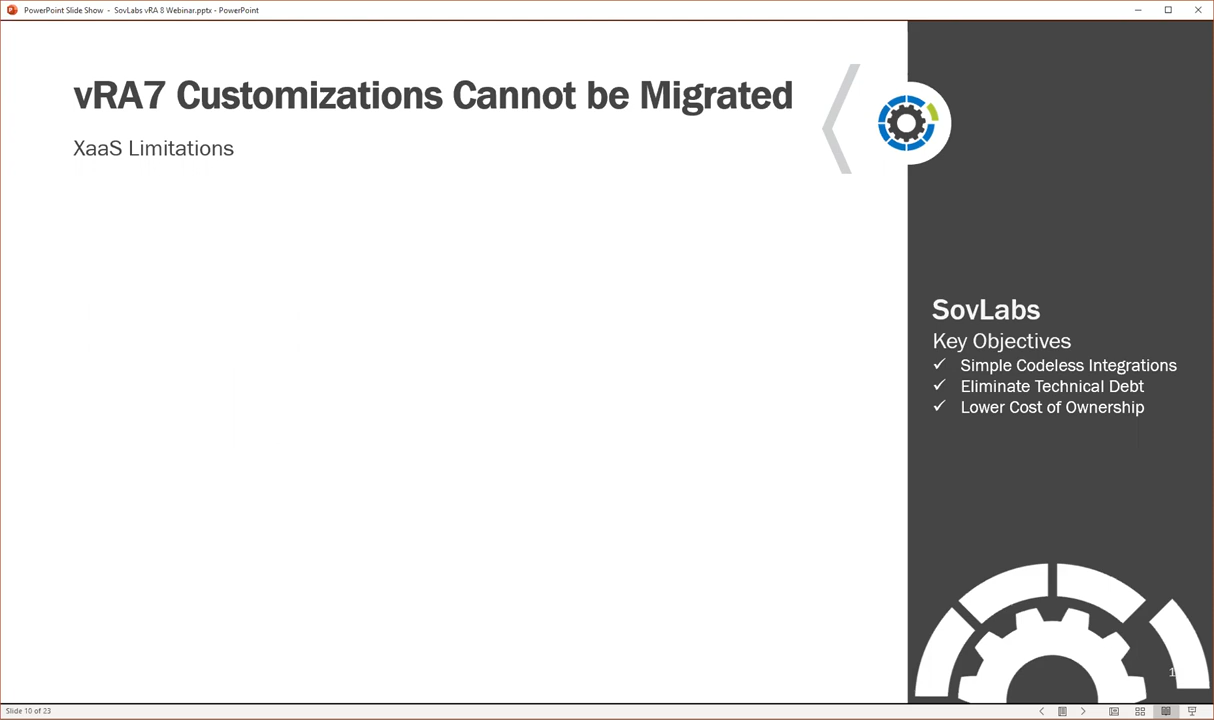 PowerPoint Slide Show - SovLabs vRA 8 Webinar.pptx - PowerPoint
vRA7 Customizations Cannot be Migrated
XaaS Limitations
SovLabs
Key Objectives
✓ Simple Codeless Integrations
✓ Eliminate Technical Debt
✓ Lower Cost of Ownership
Slide 10 of 23